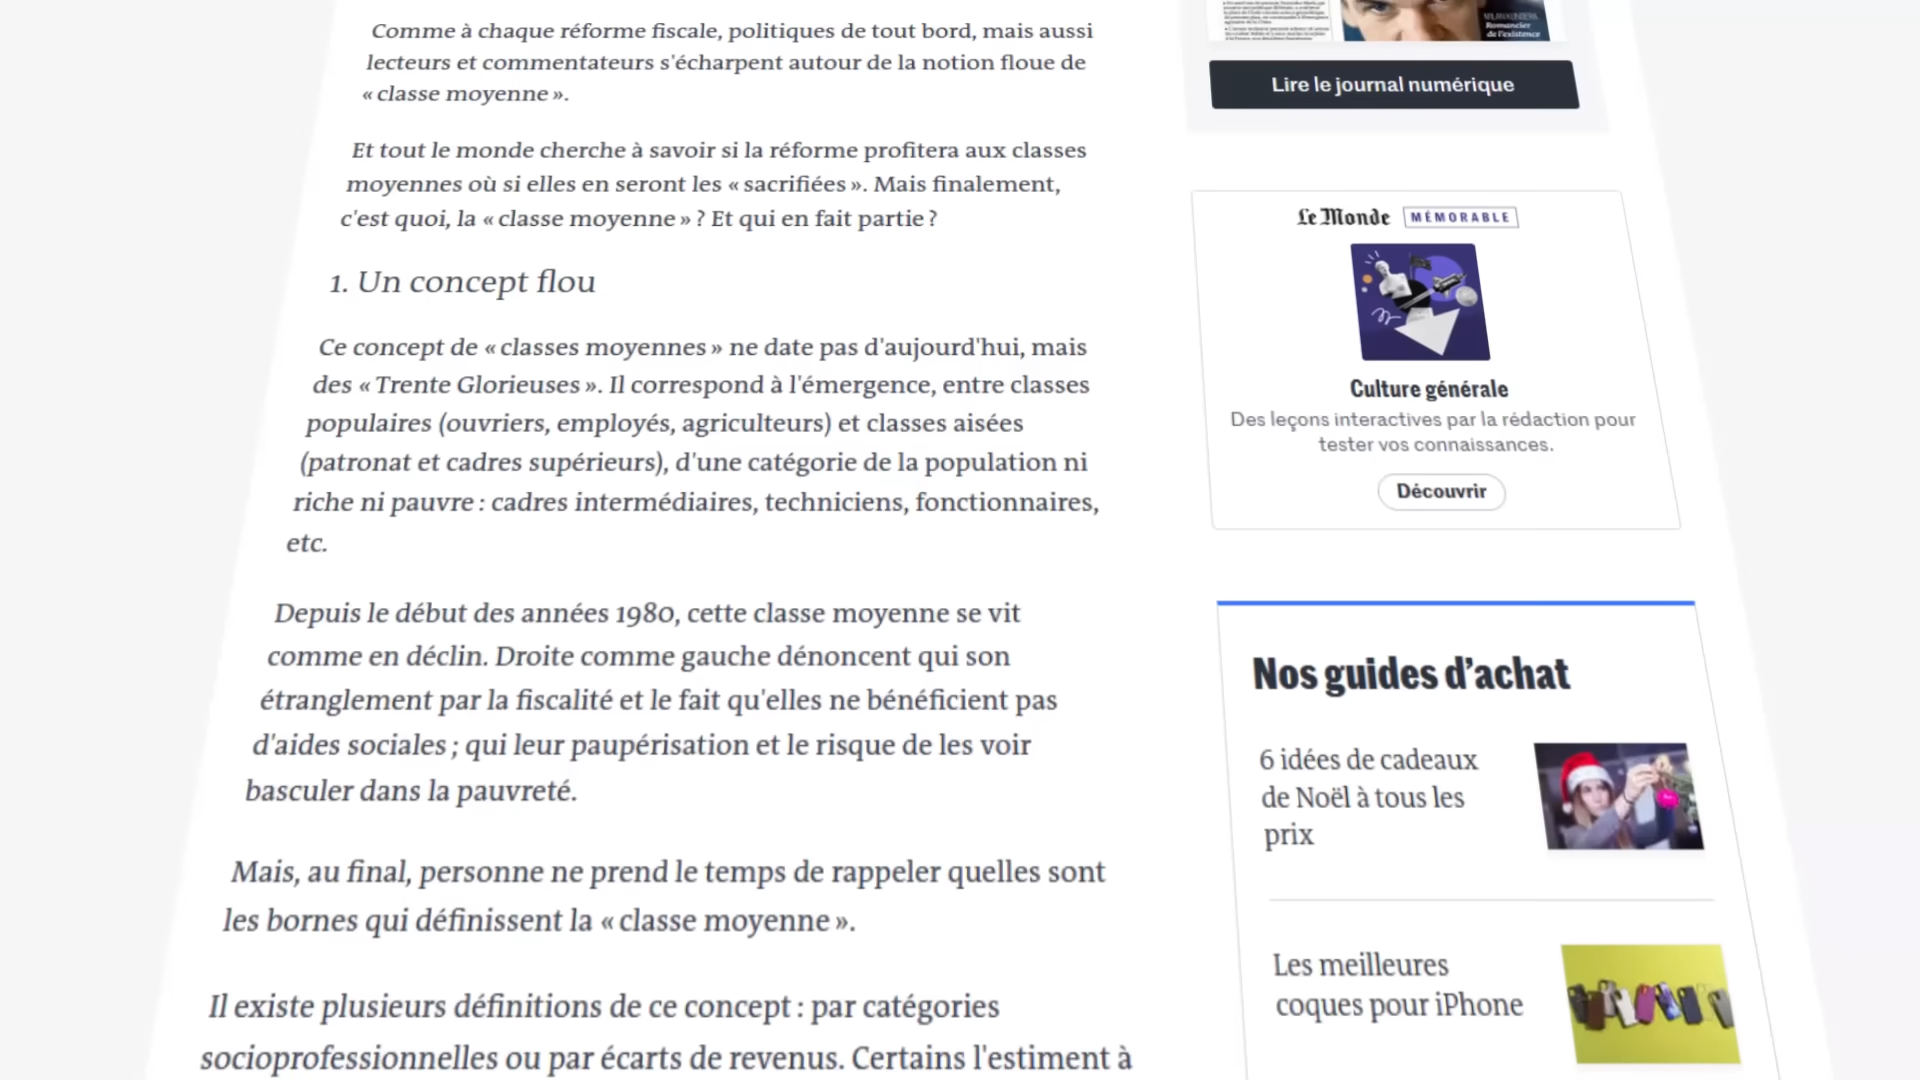 Comme à chaque réforme fiscale, politiques de tout bord, mais aussi
lecteurs et commentateurs s'écharpent autour de la notion floue de
« classe moyenne ».
Et tout le monde cherche à savoir si la réforme profitera aux classes
moyennes où si elles en seront les « sacrifiées ». Mais finalement,
c'est quoi, la « classe moyenne » ? Et qui en fait partie ?
1. Un concept flou
Ce concept de « classes moyennes » ne date pas d'aujourd'hui, mais
des « Trente Glorieuses ». Il correspond à l'émergence, entre classes
populaires (ouvriers, employés, agriculteurs) et classes aisées
(patronat et cadres supérieurs), d'une catégorie de la population ni
riche ni pauvre : cadres intermédiaires, techniciens, fonctionnaires,
etc.
Depuis le début des années 1980, cette classe moyenne se vit
comme en déclin. Droite comme gauche dénoncent qui son
étranglement par la fiscalité et le fait qu'elles ne bénéficient pas
d'aides sociales ; qui leur paupérisation et le risque de les voir
basculer dans la pauvreté.
Mais, au final, personne ne prend le temps de rappeler quelles sont
les bornes qui définissent la « classe moyenne ».
Il existe plusieurs définitions de ce concept : par catégories
socioprofessionnelles ou par écarts de revenus. Certains l'estiment à
MILAN KUNDERA
Romancier
de l'existence
Lire le journal numérique
Le Monde MÉMORABLE
Culture générale
Des leçons interactives par la rédaction pour
tester vos connaissances.
Découvrir
Nos guides d'achat
6 idées de cadeaux
de Noël à tous les
prix
Les meilleures
coques pour iPhone